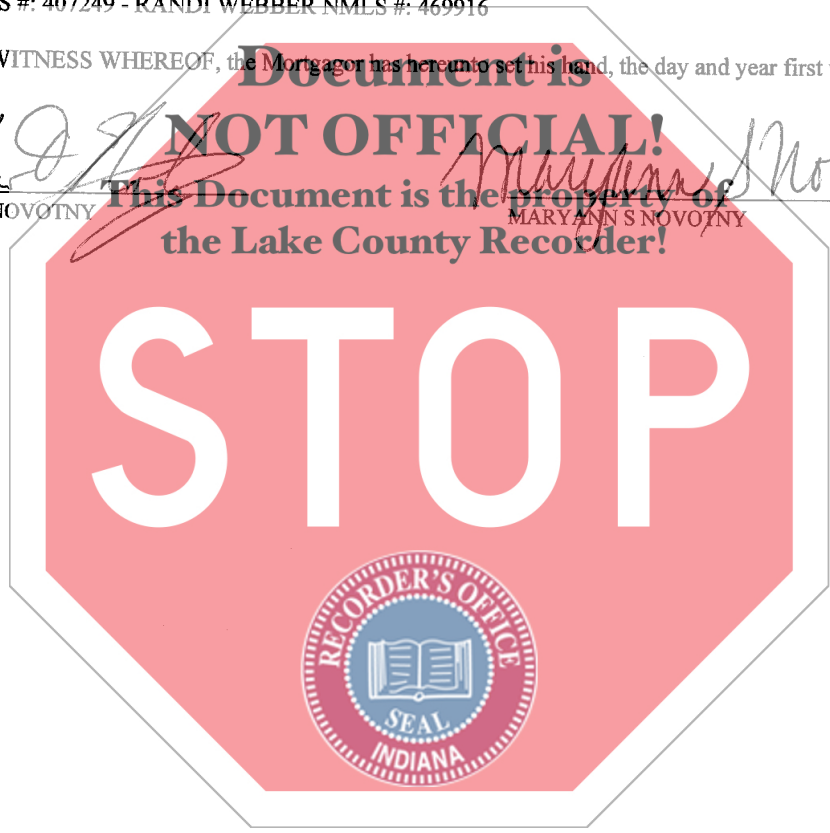 S #: 407249 - RANDI WEBBER NMLS #: 469916
WITNESS WHEREOF, the Mortgagor has hereunto set his hand, the day and year first
Document is
NOT OFFICIAL!
Maryann S No
This Document is the property of
NOVOTNY MARYANN S NOVOTNY
the Lake County Recorder!
STOP
RECORDER'S OFFICE
SEAL
INDIANA